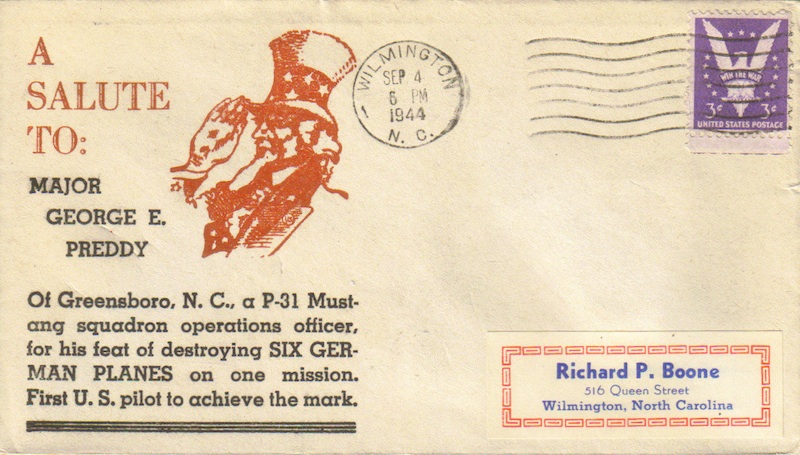 A
SALUTE
TO:
MAJOR
GEORGE E.
PREDDY
Of Greensboro, N. C., a P-31 Must-
ang squadron operations officer,
for his feat of destroying SIX GER-
MAN PLANES on one mission.
First U. S. pilot to achieve the mark.
WILMINGTON
SEP 4
6 PM
1944
N. C.
WIN THE WAR
3¢ 3¢
UNITED STATES POSTAGE
Richard P. Boone
516 Queen Street
Wilmington, North Carolina